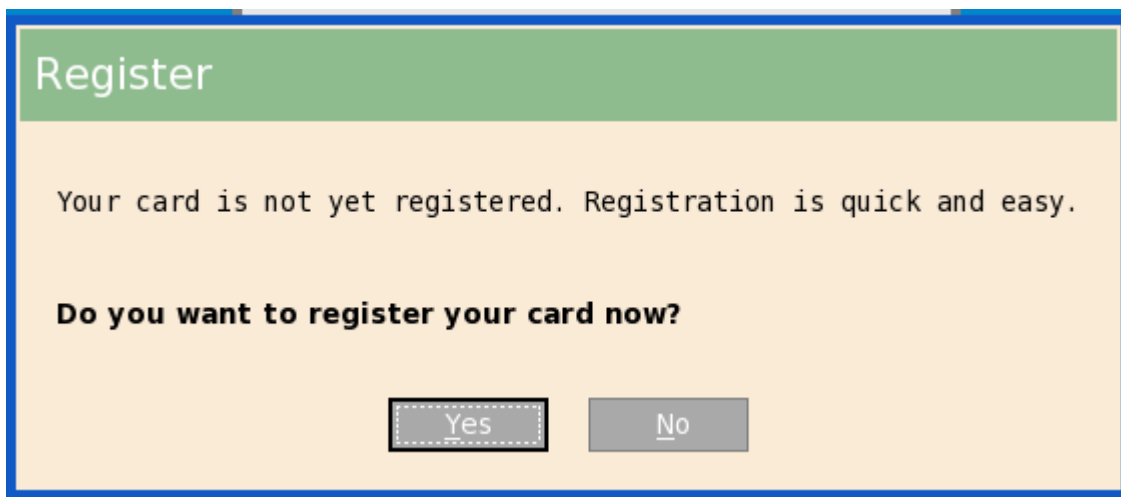 Register
Your card is not yet registered. Registration is quick and easy.
Do you want to register your card now?
Yes
No